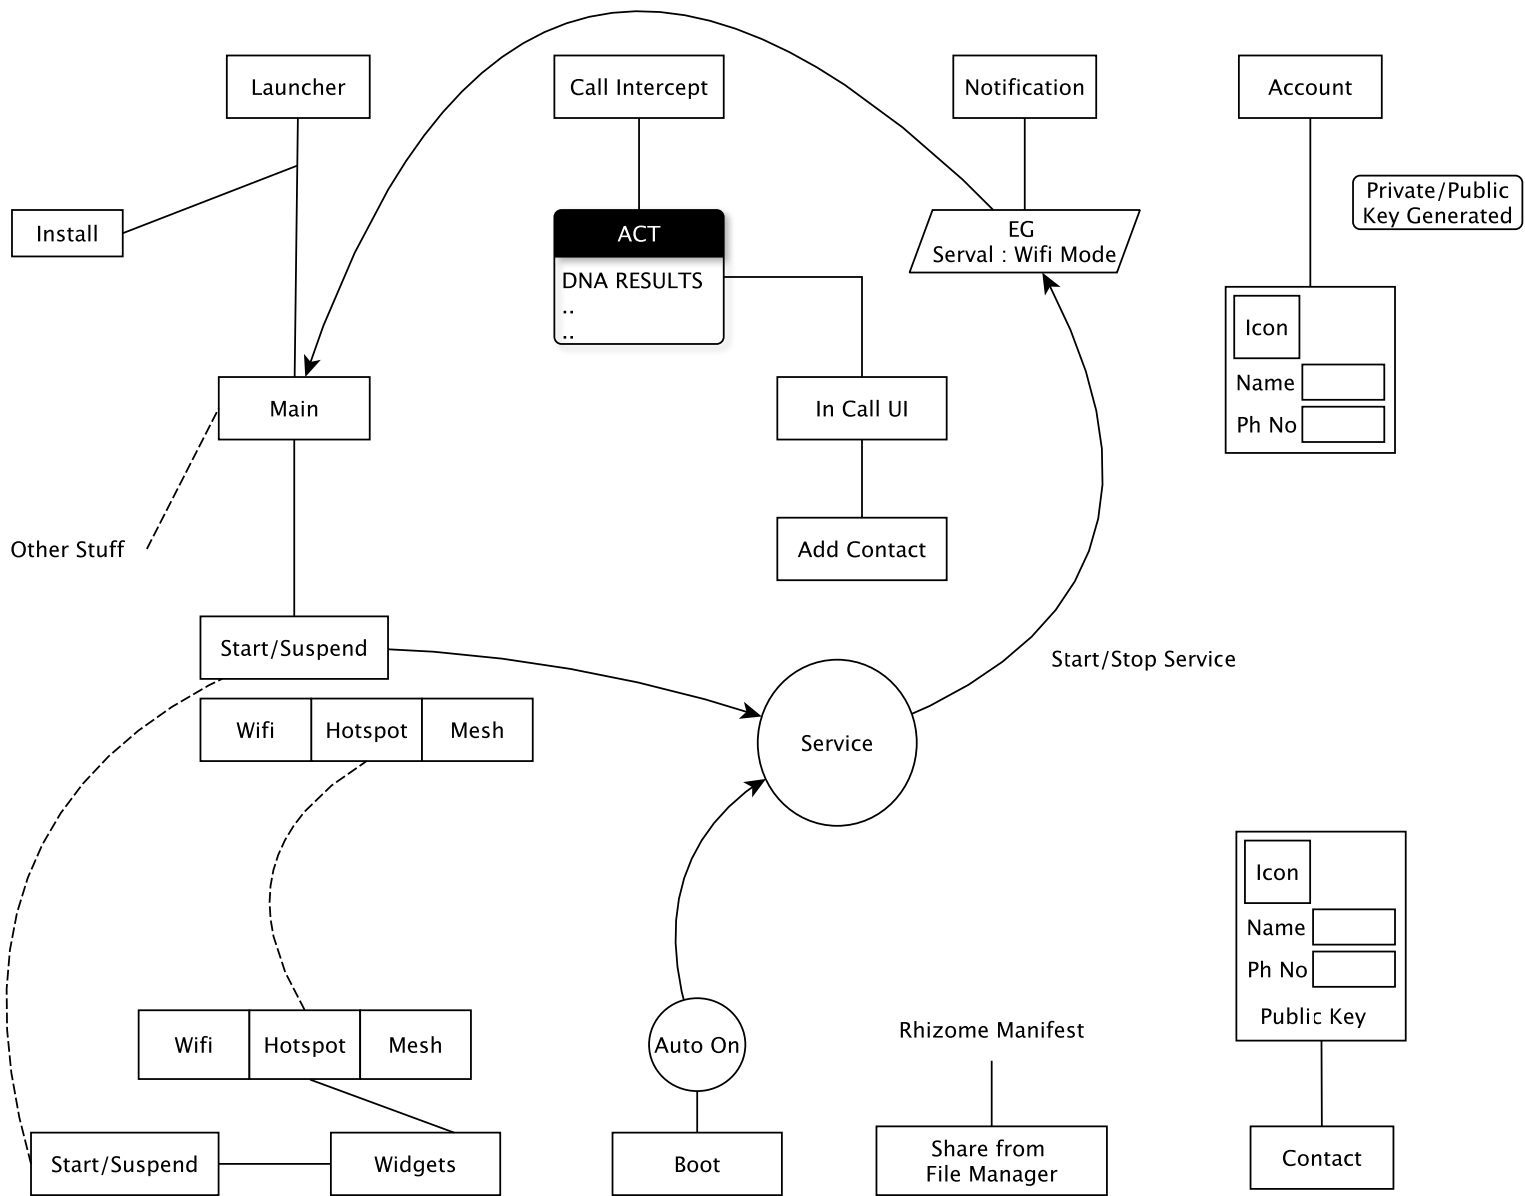 Launcher
Call Intercept
Notification
Account
Private/Public
Key Generated
Install
ACT
EG
Serval : Wifi Mode
DNA RESULTS
..
..
Icon
Name
Ph No
Main
In Call UI
Other Stuff
Add Contact
Start/Suspend
Start/Stop Service
Wifi
Hotspot
Mesh
Service
Icon
Name
Ph No
Public Key
Wifi
Hotspot
Mesh
Auto On
Rhizome Manifest
Start/Suspend
Widgets
Boot
Share from
File Manager
Contact